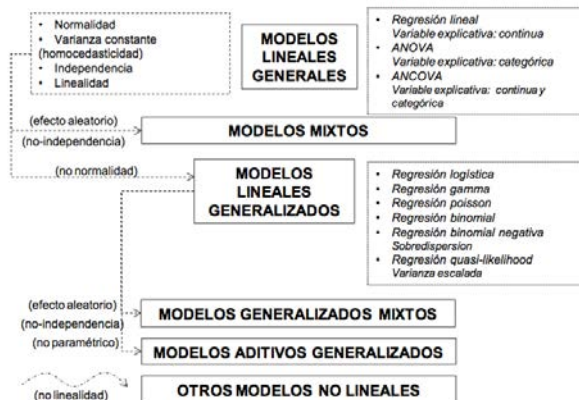 • Normalidad
• Varianza constante
(homocedasticidad)
• Independencia
• Linealidad
MODELOS
LINEALES
GENERALES
• Regresión lineal
Variable explicativa: continua
• ANOVA
Variable explicativa: categórica
• ANCOVA
Variable explicativa: continua y
categórica
(efecto aleatorio)
(no-independencia)
MODELOS MIXTOS
(no normalidad)
MODELOS
LINEALES
GENERALIZADOS
• Regresión logística
• Regresión gamma
• Regresión poisson
• Regresión binomial
• Regresión binomial negativa
Sobredispersion
• Regresión quasi-likelihood
Varianza escalada
(efecto aleatorio)
(no-independencia)
MODELOS GENERALIZADOS MIXTOS
(no paramétrico)
MODELOS ADITIVOS GENERALIZADOS
(no linealidad)
OTROS MODELOS NO LINEALES